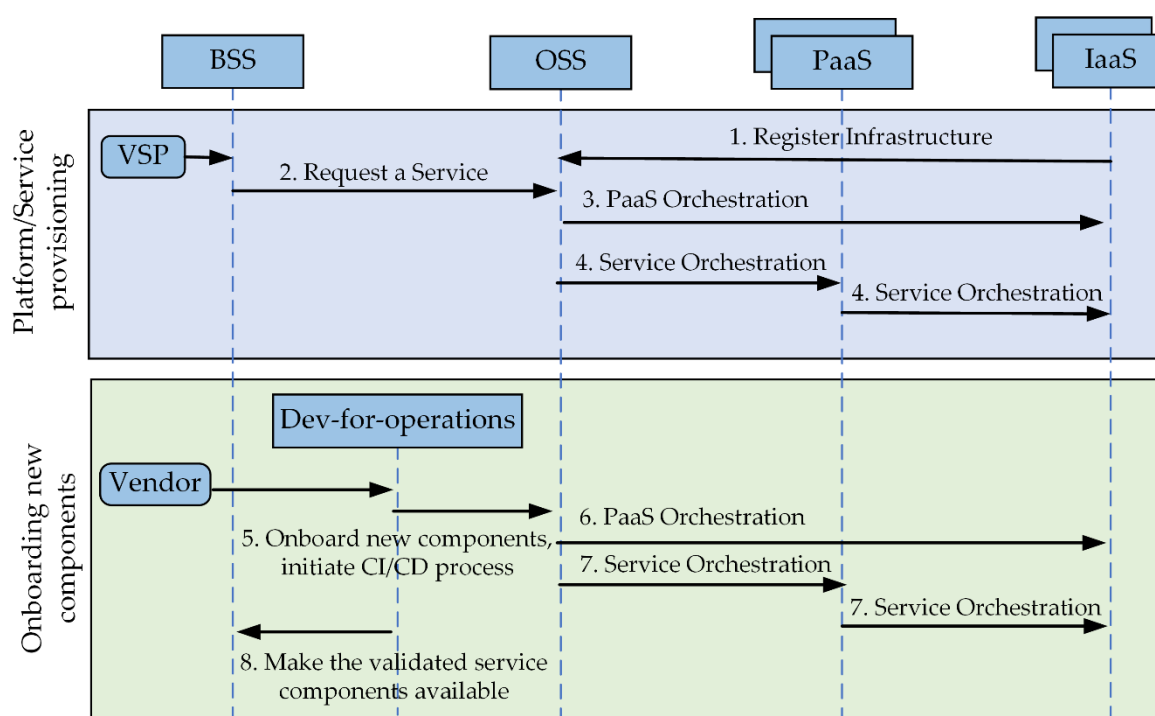 BSS
OSS
PaaS
IaaS
Platform/Service
provisioning
VSP
1. Register Infrastructure
2. Request a Service
3. PaaS Orchestration
4. Service Orchestration
4. Service Orchestration
Onboarding new
components
Dev-for-operations
Vendor
5. Onboard new components,
initiate CI/CD process
6. PaaS Orchestration
7. Service Orchestration
7. Service Orchestration
8. Make the validated service
components available